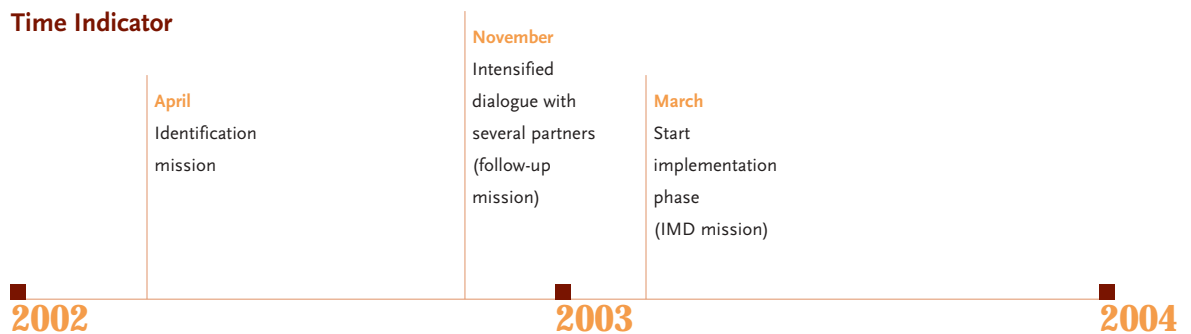 Time Indicator
April
Identification
mission
November
Intensified
dialogue with
several partners
(follow-up
mission)
March
Start
implementation
phase
(IMD mission)
2002
2003
2004